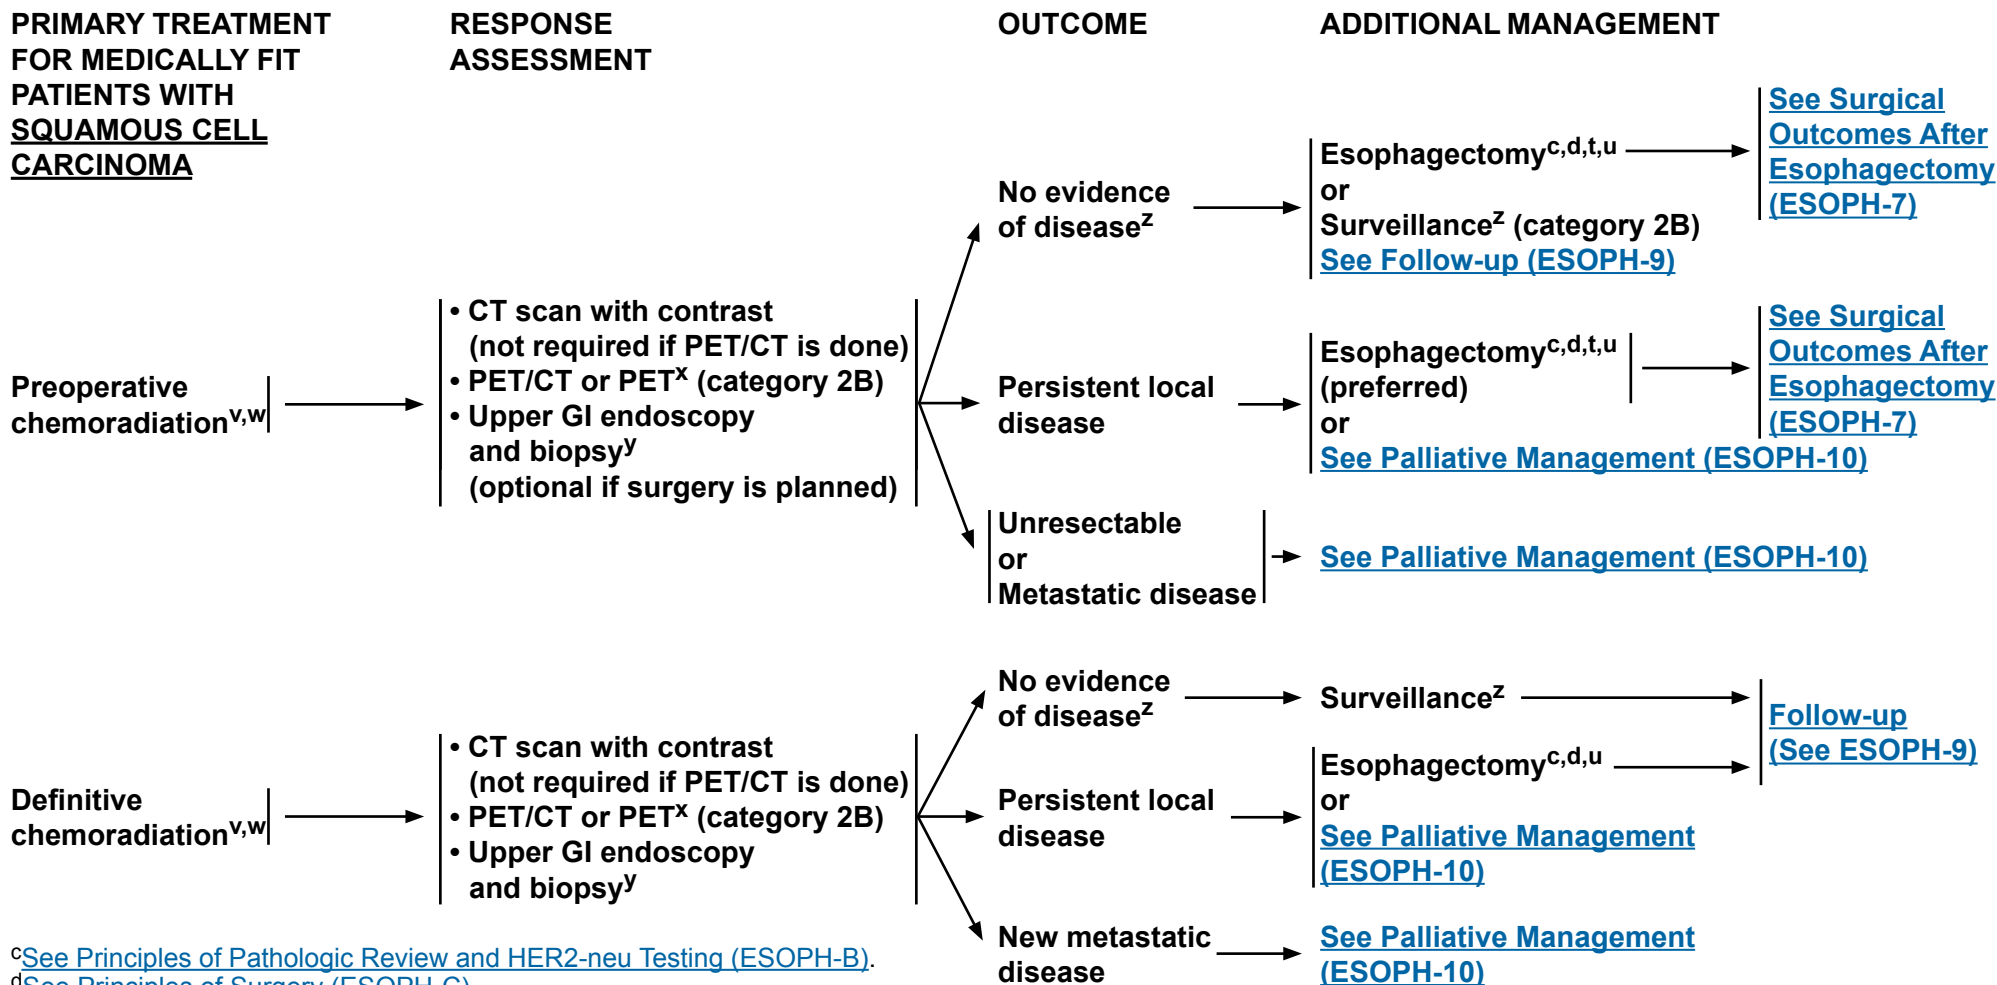 PRIMARY TREATMENT
FOR MEDICALLY FIT
PATIENTS WITH
SQUAMOUS CELL
CARCINOMA
RESPONSE
ASSESSMENT
OUTCOME
ADDITIONAL MANAGEMENT
Preoperative
chemoradiationv,w
• CT scan with contrast
(not required if PET/CT is done)
• PET/CT or PETx (category 2B)
• Upper GI endoscopy
and biopsyy
(optional if surgery is planned)
No evidence
of diseasez
Esophagectomyc,d,t,u
or
Surveillancez (category 2B)
See Follow-up (ESOPH-9)
See Surgical
Outcomes After
Esophagectomy
(ESOPH-7)
Persistent local
disease
Esophagectomyc,d,t,u
(preferred)
or
See Palliative Management (ESOPH-10)
See Surgical
Outcomes After
Esophagectomy
(ESOPH-7)
Unresectable
or
Metastatic disease
See Palliative Management (ESOPH-10)
Definitive
chemoradiationv,w
• CT scan with contrast
(not required if PET/CT is done)
• PET/CT or PETx (category 2B)
• Upper GI endoscopy
and biopsyy
No evidence
of diseasez
Surveillancez
Follow-up
(See ESOPH-9)
Persistent local
disease
Esophagectomyc,d,u
or
See Palliative Management
(ESOPH-10)
New metastatic
disease
See Palliative Management
(ESOPH-10)
cSee Principles of Pathologic Review and HER2-neu Testing (ESOPH-B).
dSee Principles of Surgery (ESOPH-C)